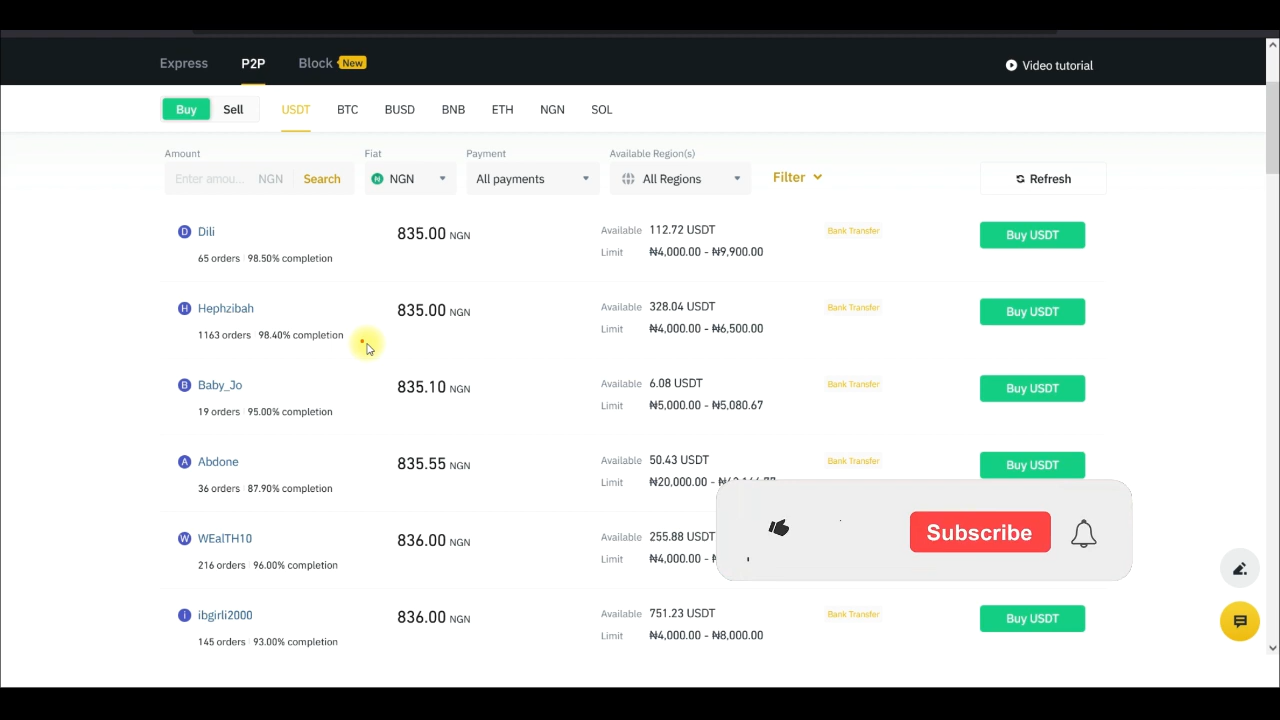 Express P2P Block New Video tutorial
Buy Sell USDT BTC BUSD BNB ETH NGN SOL
Amount Fiat Payment Available Region(s)
Enter amou... NGN Search NGN All payments All Regions Filter Refresh
D Dili 835.00 NGN Available 112.72 USDT Bank Transfer Buy USDT
65 orders 98.50% completion Limit ₦4,000.00 - ₦9,900.00
H Hephzibah 835.00 NGN Available 328.04 USDT Bank Transfer Buy USDT
1163 orders 98.40% completion Limit ₦4,000.00 - ₦6,500.00
B Baby_Jo 835.10 NGN Available 6.08 USDT Bank Transfer Buy USDT
19 orders 95.00% completion Limit ₦5,000.00 - ₦5,080.67
A Abdone 835.55 NGN Available 50.43 USDT Bank Transfer Buy USDT
36 orders 87.90% completion Limit ₦20,000.00 -
W WEalTH10 836.00 NGN Available 255.88 USDT
216 orders 96.00% completion Limit ₦4,000.00 -
Subscribe
i ibgirli2000 836.00 NGN Available 751.23 USDT Bank Transfer Buy USDT
145 orders 93.00% completion Limit ₦4,000.00 - ₦8,000.00